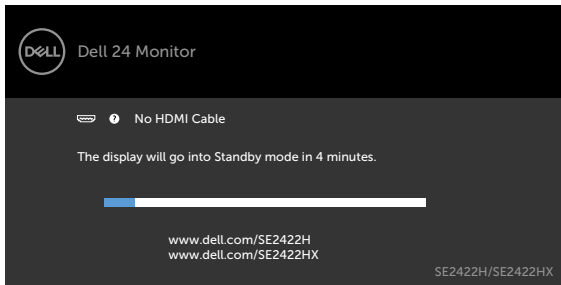 DELL
Dell 24 Monitor
? No HDMI Cable
The display will go into Standby mode in 4 minutes.
www.dell.com/SE2422H
www.dell.com/SE2422HX
SE2422H/SE2422HX